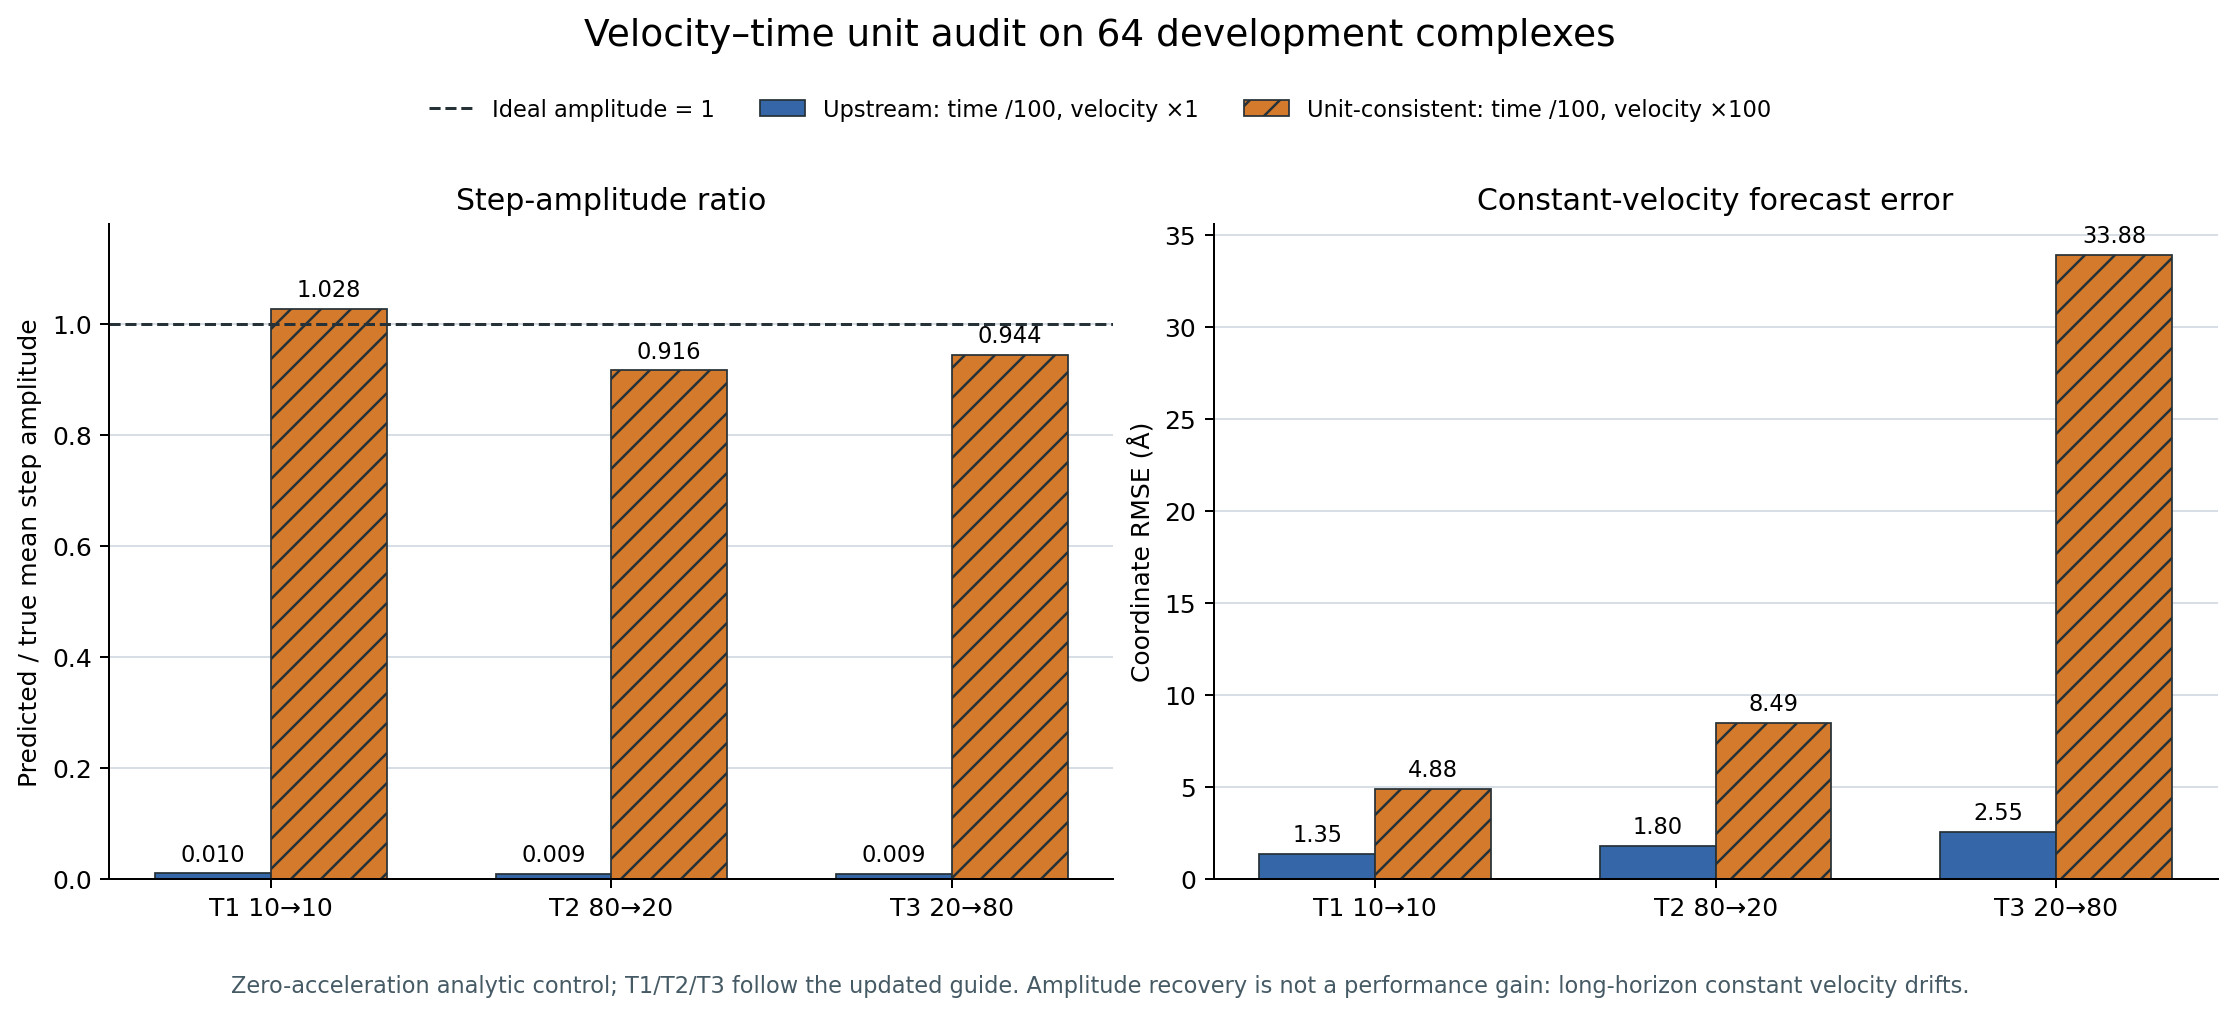 Velocity–time unit audit on 64 development complexes
Ideal amplitude = 1
Upstream: time /100, velocity ×1
Unit-consistent: time /100, velocity ×100
Step-amplitude ratio
Predicted / true mean step amplitude
1.0
0.8
0.6
0.4
0.2
0.0
0.010
1.028
0.009
0.916
0.009
0.944
T1 10→10
T2 80→20
T3 20→80
Constant-velocity forecast error
Coordinate RMSE (Å)
35
30
25
20
15
10
5
0
1.35
4.88
1.80
8.49
2.55
33.88
T1 10→10
T2 80→20
T3 20→80
Zero-acceleration analytic control; T1/T2/T3 follow the updated guide. Amplitude recovery is not a performance gain: long-horizon constant velocity drifts.